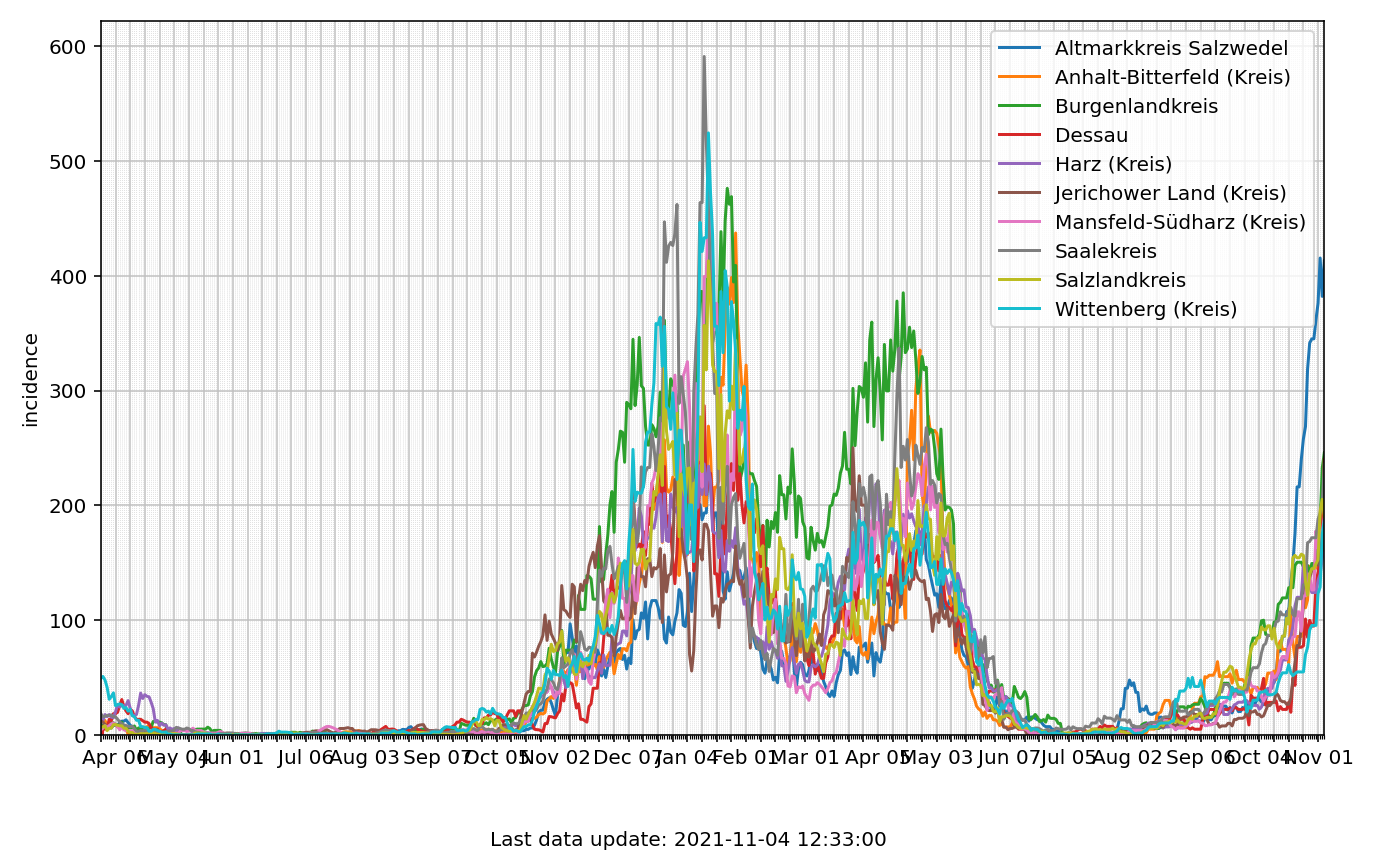 600
500
400
300
200
100
0
incidence
Altmarkkreis Salzwedel
Anhalt-Bitterfeld (Kreis)
Burgenlandkreis
Dessau
Harz (Kreis)
Jerichower Land (Kreis)
Mansfeld-Südharz (Kreis)
Saalekreis
Salzlandkreis
Wittenberg (Kreis)
Apr 06 May 04 Jun 01 Jul 06 Aug 03 Sep 07 Oct 05 Nov 02 Dec 07 Jan 04 Feb 01 Mar 01 Apr 05 May 03 Jun 07 Jul 05 Aug 02 Sep 06 Oct 04 Nov 01
Last data update: 2021-11-04 12:33:00